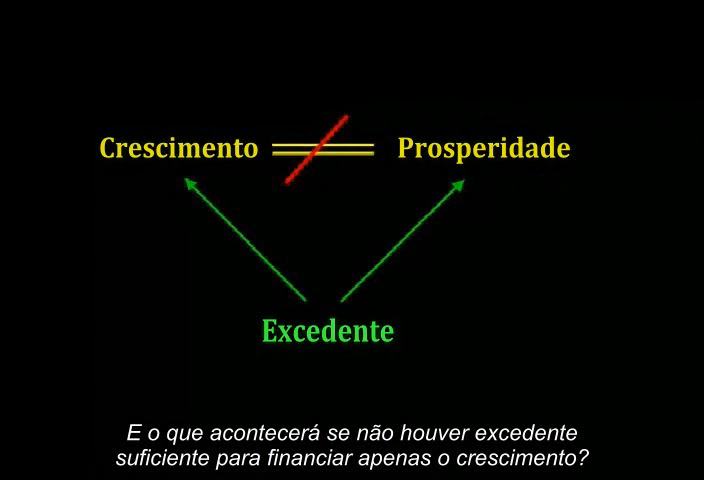 Crescimento Prosperidade
Excedente
E o que acontecerá se não houver excedente
suficiente para financiar apenas o crescimento?